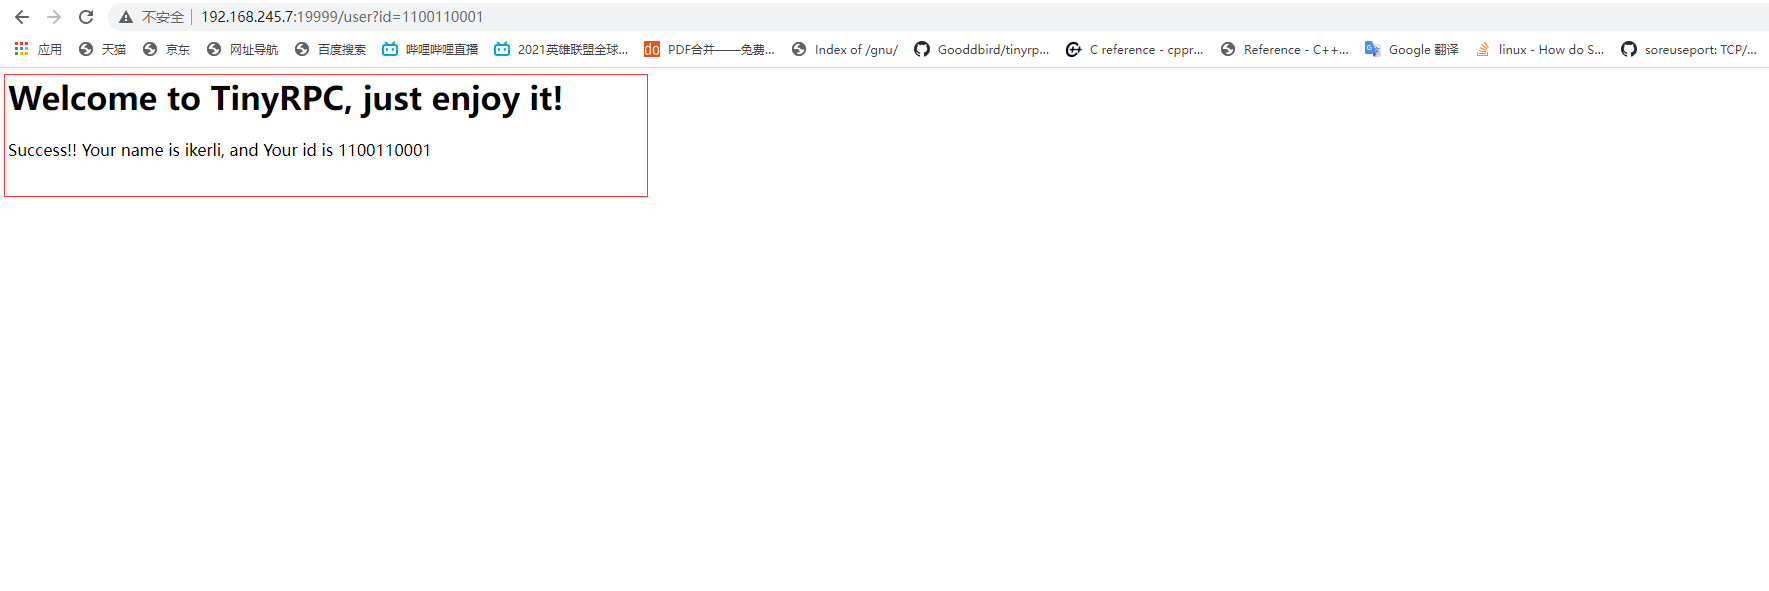 不安全 192.168.245.7:19999/user?id=1100110001
应用 天猫 京东 网址导航 百度搜索 哔哩哔哩直播 2021英雄联盟全球... do PDF合并——免费... Index of /gnu/ Gooddbird/tinyrp... C reference - cppr... Reference - C++... Google 翻译 linux - How do S... soreuseport: TCP/...
Welcome to TinyRPC, just enjoy it!
Success!! Your name is ikerli, and Your id is 1100110001